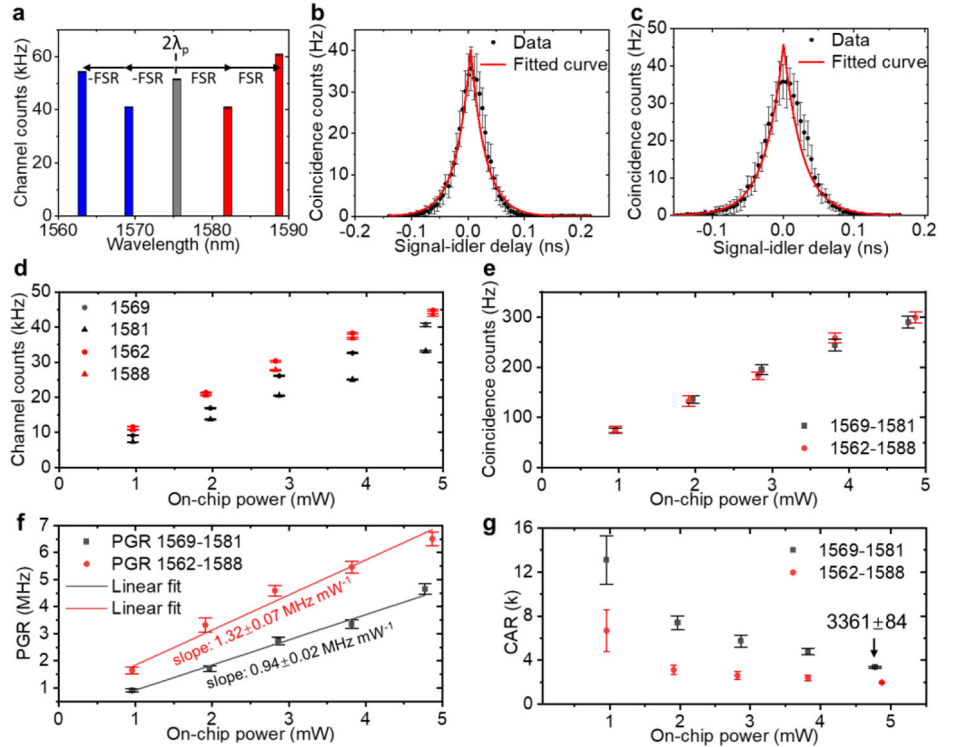 a
Channel counts (kHz)
60
40
20
0
2λp
-FSR -FSR FSR FSR
1560 1570 1580 1590
Wavelength (nm)
b
Coincidence counts (Hz)
40
30
20
10
0
Data
Fitted curve
-0.2 -0.1 0.0 0.1 0.2
Signal-idler delay (ns)
c
Coincidence counts (Hz)
50
40
30
20
10
0
Data
Fitted curve
-0.1 0.0 0.1 0.2
Signal-idler delay (ns)
d
Channel counts (kHz)
50
40
30
20
10
0
1569
1581
1562
1588
0 1 2 3 4 5
On-chip power (mW)
e
Coincidence counts (Hz)
300
200
100
0
1569-1581
1562-1588
0 1 2 3 4 5
On-chip power (mW)
f
PGR (MHz)
7
6
5
4
3
2
1
PGR 1569-1581
PGR 1562-1588
Linear fit
Linear fit
slope: 1.32±0.07 MHz mW⁻¹
slope: 0.94±0.02 MHz mW⁻¹
0 1 2 3 4 5
On-chip power (mW)
g
CAR (k)
16
12
8
4
0
1569-1581
1562-1588
3361±84
1 2 3 4 5
On-chip power (mW)